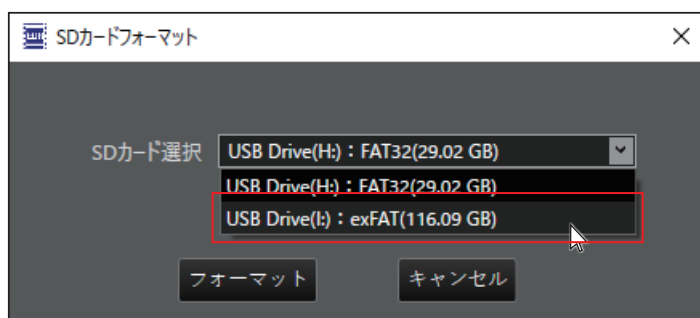 SDカードフォーマット
SDカード選択 USB Drive(H:)：FAT32(29.02 GB)
USB Drive(H:)：FAT32(29.02 GB)
USB Drive(I:)：exFAT(116.09 GB)
フォーマット キャンセル